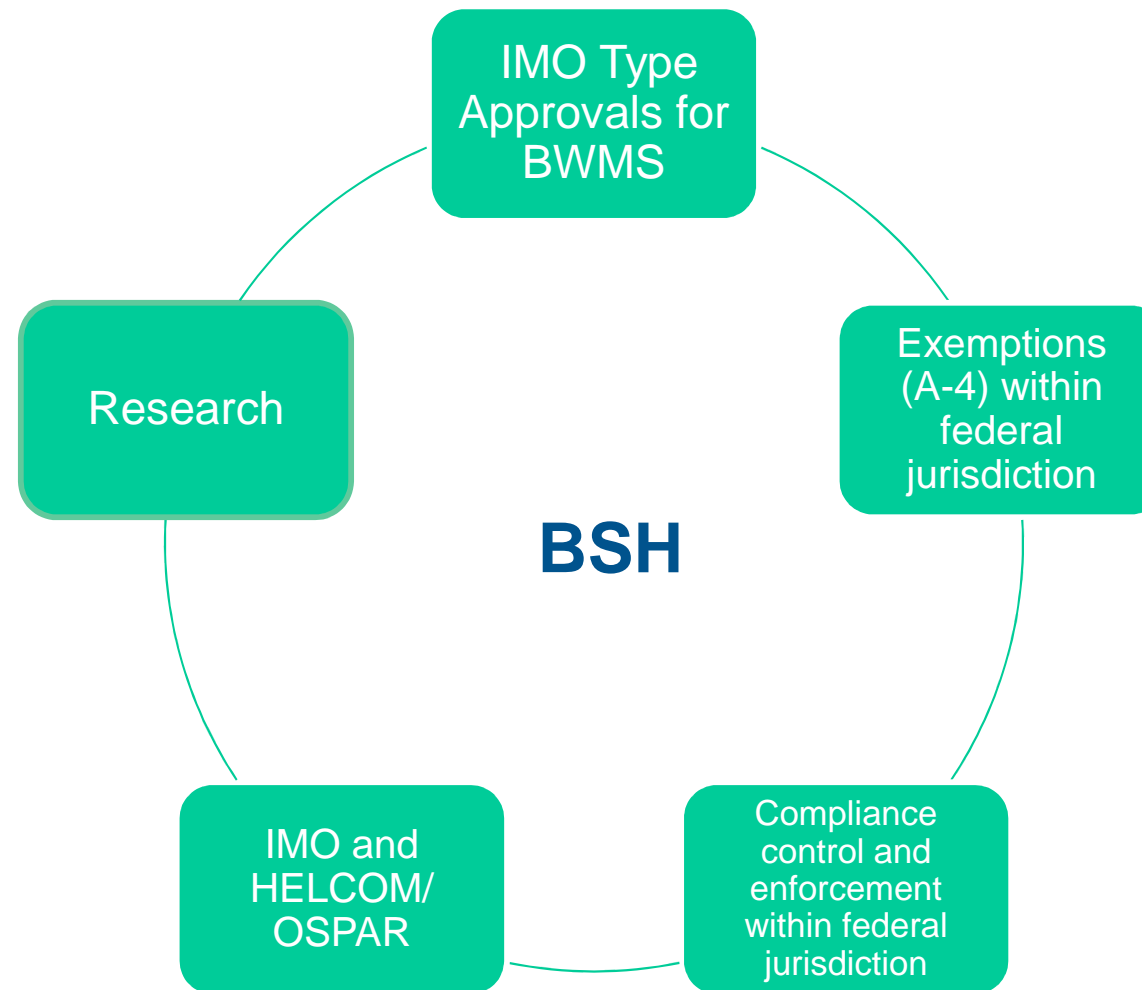 IMO Type
Approvals for
BWMS
Exemptions
(A-4) within
federal
jurisdiction
Research
BSH
Compliance
control and
enforcement
within federal
jurisdiction
IMO and
HELCOM/
OSPAR